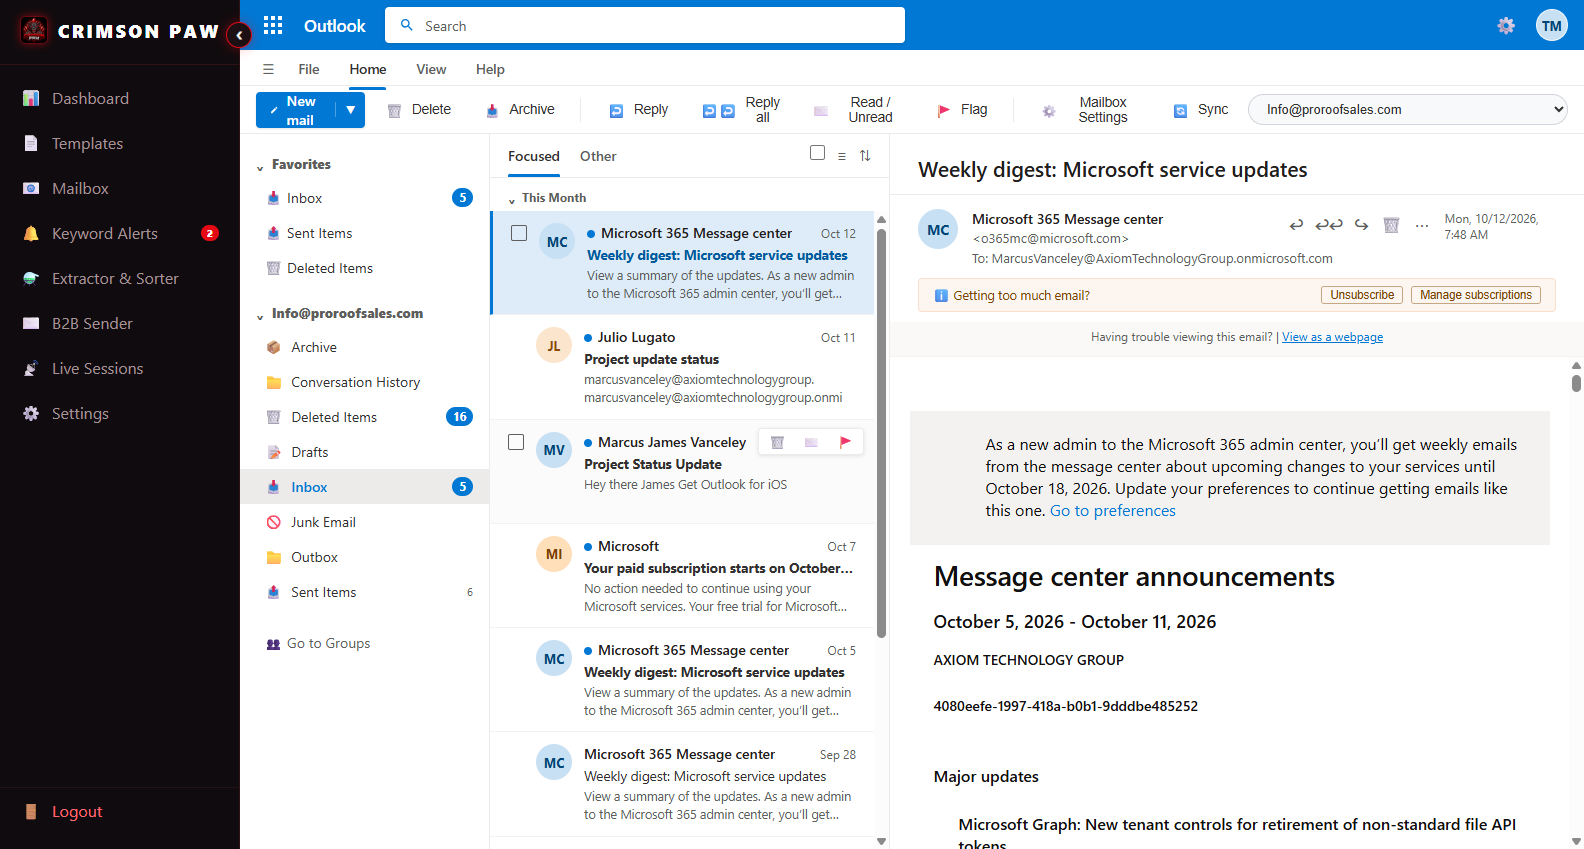 CRIMSON PAW
Dashboard
Templates
Mailbox
Keyword Alerts 2
Extractor & Sorter
B2B Sender
Live Sessions
Settings
Logout
Outlook
Search
TM
File Home View Help
New mail
Delete
Archive
Reply
Reply all
Read / Unread
Flag
Mailbox Settings
Sync
Info@proroofsales.com
Favorites
Inbox 5
Sent Items
Deleted Items
Info@proroofsales.com
Archive
Conversation History
Deleted Items 16
Drafts
Inbox 5
Junk Email
Outbox
Sent Items 6
Go to Groups
Focused Other
This Month
MC
Microsoft 365 Message center Oct 12
Weekly digest: Microsoft service updates
View a summary of the updates. As a new admin
to the Microsoft 365 admin center, you'll get...
JL
Julio Lugato Oct 11
Project update status
marcusvanceley@axiomtechnologygroup.
marcusvanceley@axiomtechnologygroup.onmi
MV
Marcus James Vanceley
Project Status Update
Hey there James Get Outlook for iOS
MI
Microsoft Oct 7
Your paid subscription starts on October...
No action needed to continue using your
Microsoft services. Your free trial for Microsoft...
MC
Microsoft 365 Message center Oct 5
Weekly digest: Microsoft service updates
View a summary of the updates. As a new admin
to the Microsoft 365 admin center, you'll get...
MC
Microsoft 365 Message center Sep 28
Weekly digest: Microsoft service updates
View a summary of the updates. As a new admin
to the Microsoft 365 admin center, you'll get...
Weekly digest: Microsoft service updates
MC
Microsoft 365 Message center
<o365mc@microsoft.com>
To: MarcusVanceley@AxiomTechnologyGroup.onmicrosoft.com
Mon, 10/12/2026,
7:48 AM
Getting too much email?
Unsubscribe
Manage subscriptions
Having trouble viewing this email? | View as a webpage
As a new admin to the Microsoft 365 admin center, you'll get weekly emails
from the message center about upcoming changes to your services until
October 18, 2026. Update your preferences to continue getting emails like
this one. Go to preferences
Message center announcements
October 5, 2026 - October 11, 2026
AXIOM TECHNOLOGY GROUP
4080eefe-1997-418a-b0b1-9dddbe485252
Major updates
Microsoft Graph: New tenant controls for retirement of non-standard file API
tokens